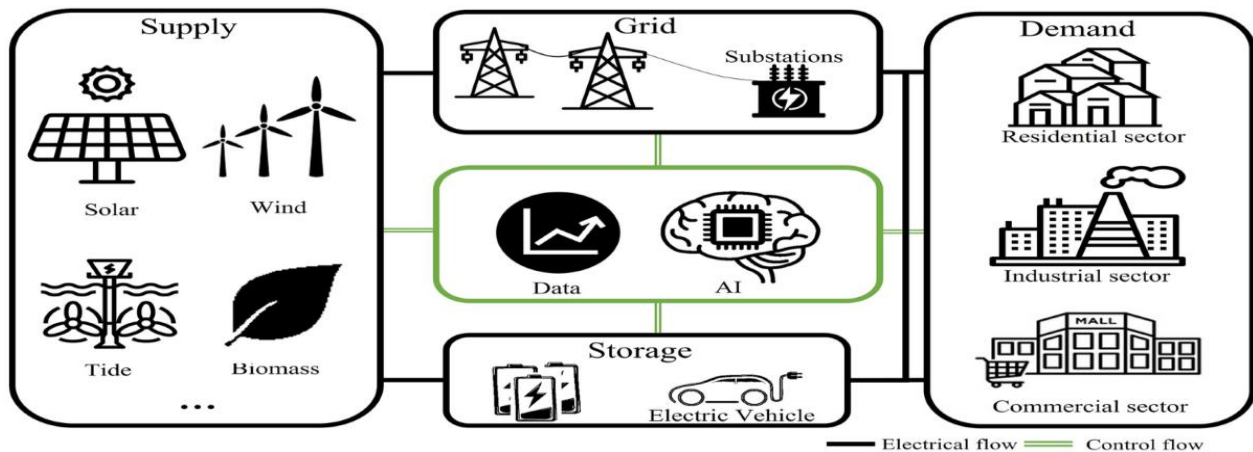 Supply
Solar
Wind
Tide
Biomass
...
Grid
Substations
Data
AI
Storage
Electric Vehicle
Demand
Residential sector
Industrial sector
MALL
Commercial sector
Electrical flow
Control flow